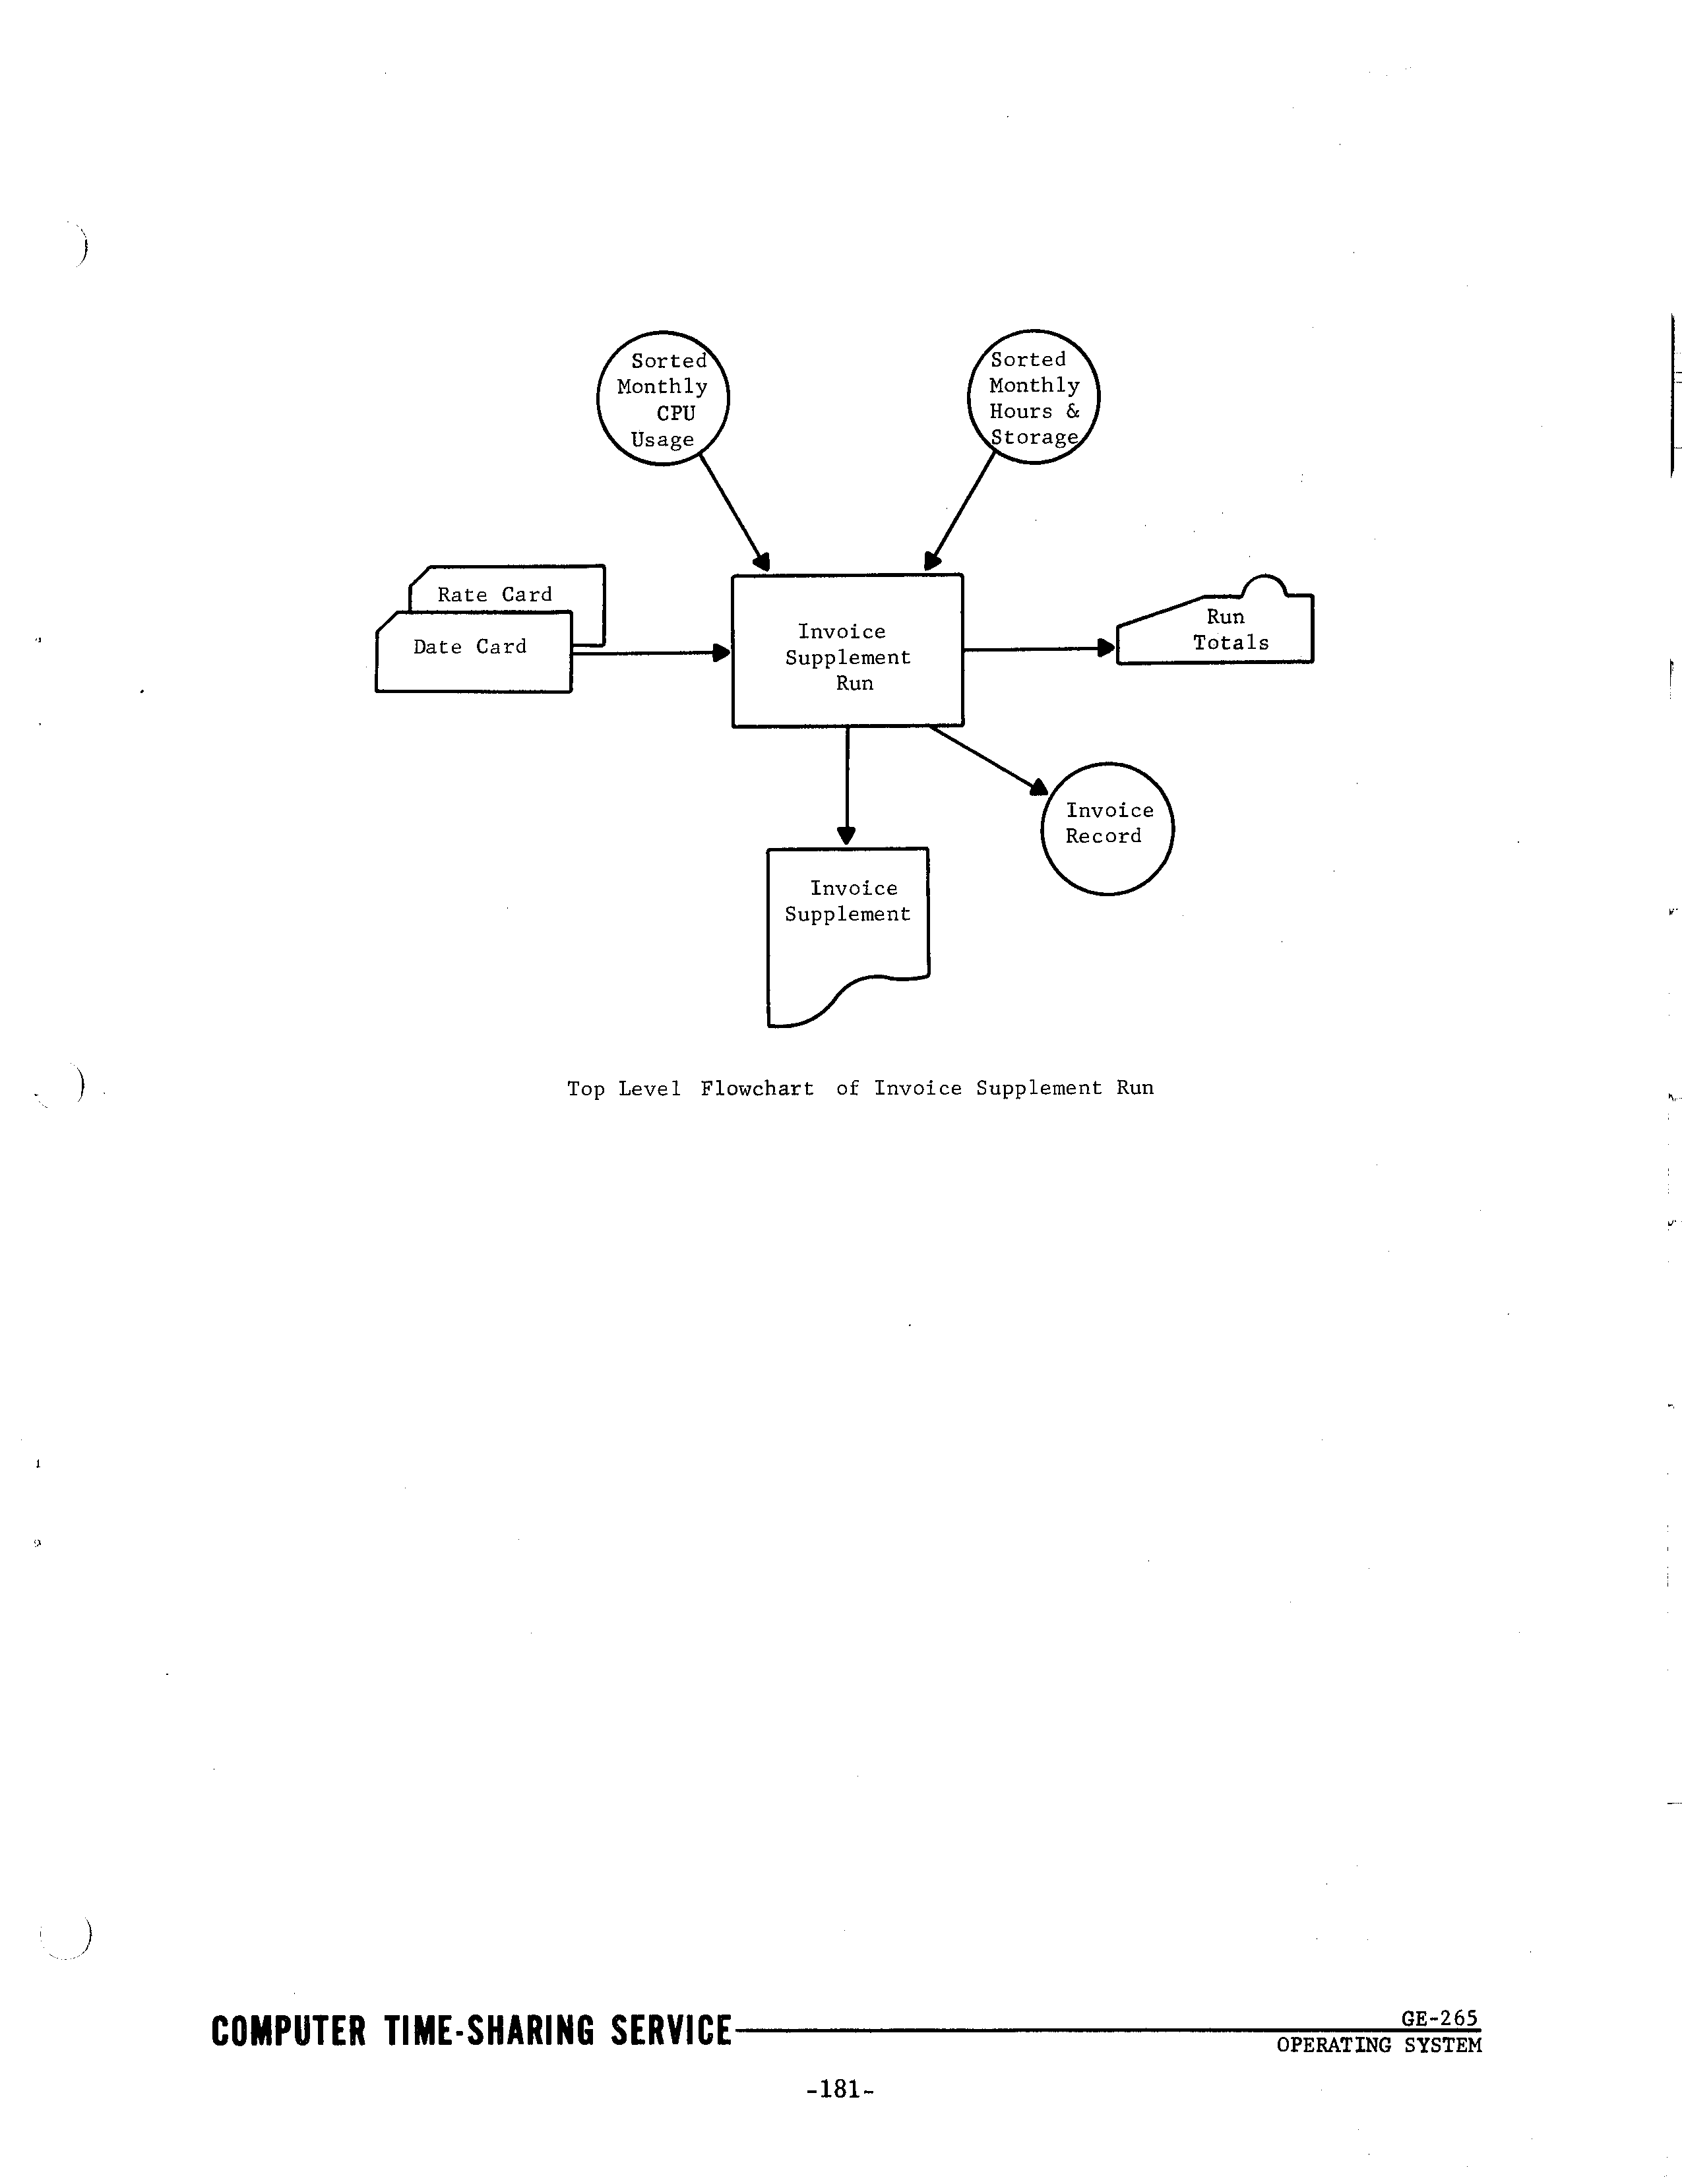 Sorted
Monthly
CPU
Usage
Sorted
Monthly
Hours &
Storage
Rate Card
Date Card
Invoice
Supplement
Run
Run
Totals
Invoice
Record
Invoice
Supplement
Top Level Flowchart of Invoice Supplement Run
COMPUTER TIME-SHARING SERVICE
GE-265
OPERATING SYSTEM
-181-